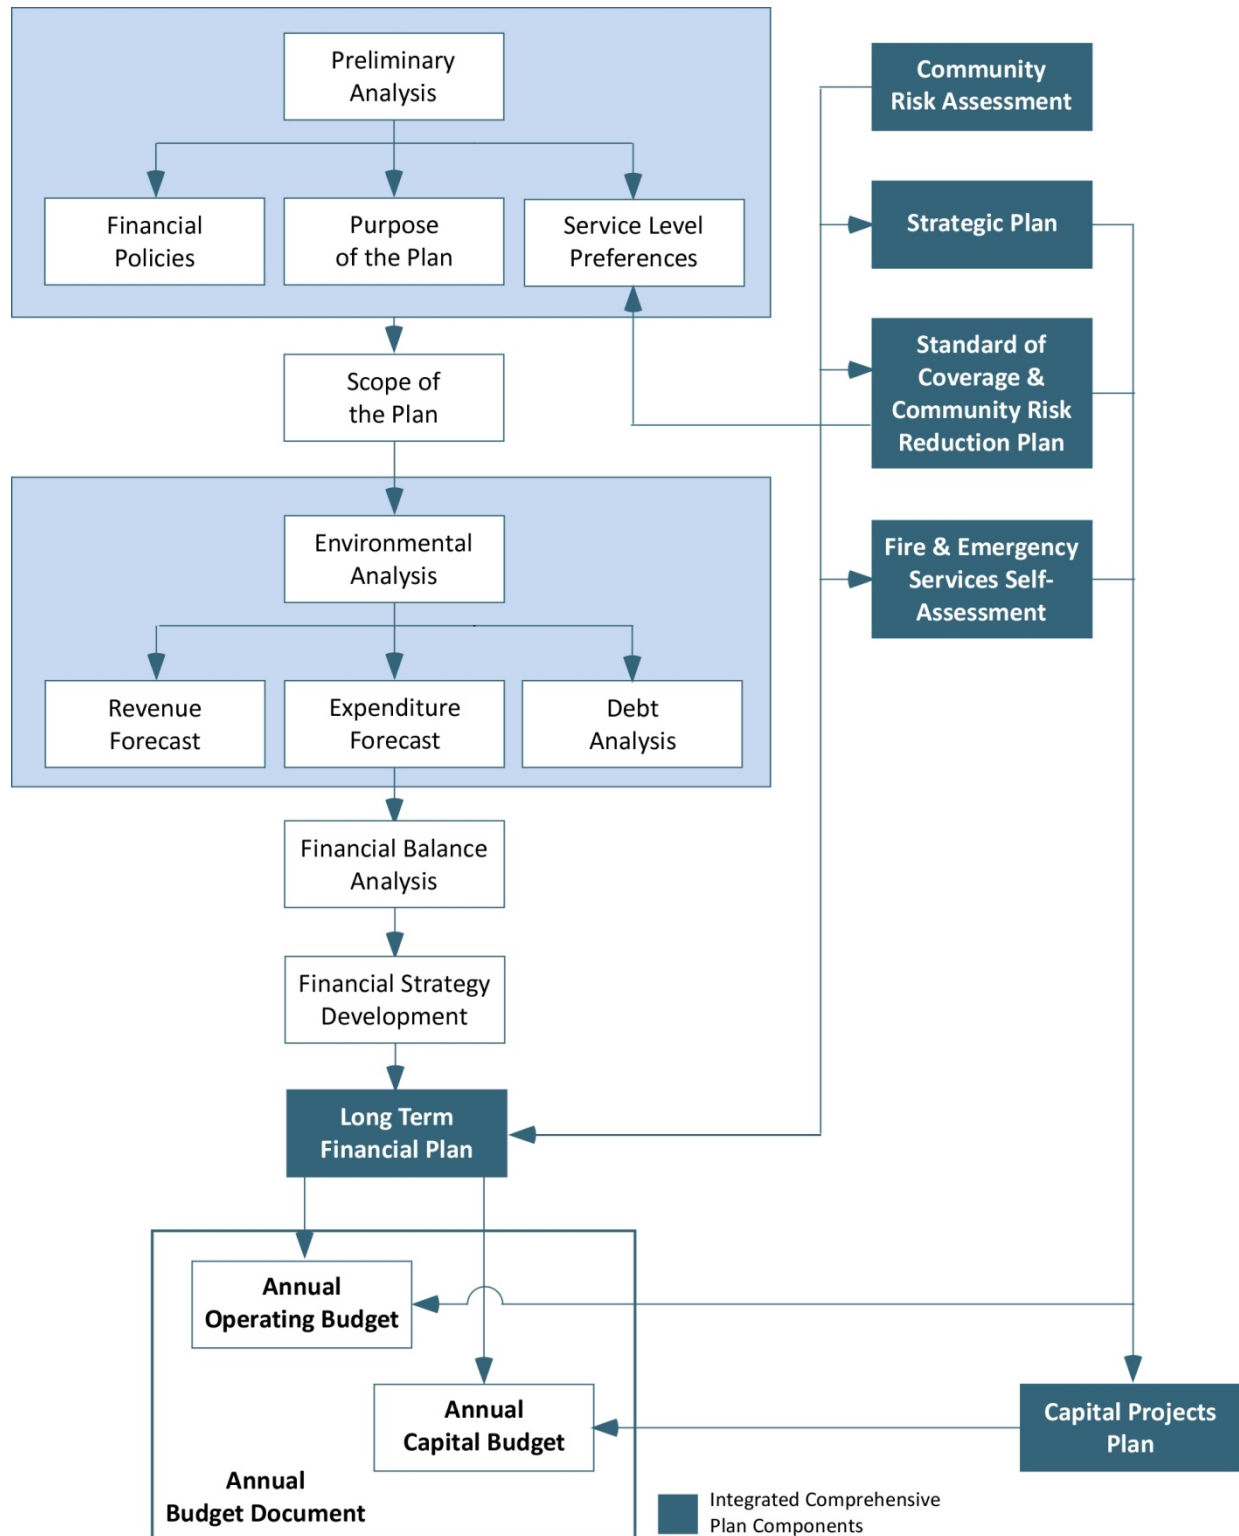 Preliminary
Analysis
Financial
Policies
Purpose
of the Plan
Service Level
Preferences
Scope of
the Plan
Environmental
Analysis
Revenue
Forecast
Expenditure
Forecast
Debt
Analysis
Financial Balance
Analysis
Financial Strategy
Development
Long Term
Financial Plan
Annual
Operating Budget
Annual
Capital Budget
Annual
Budget Document
Community
Risk Assessment
Strategic Plan
Standard of
Coverage &
Community Risk
Reduction Plan
Fire & Emergency
Services Self-
Assessment
Capital Projects
Plan
Integrated Comprehensive
Plan Components